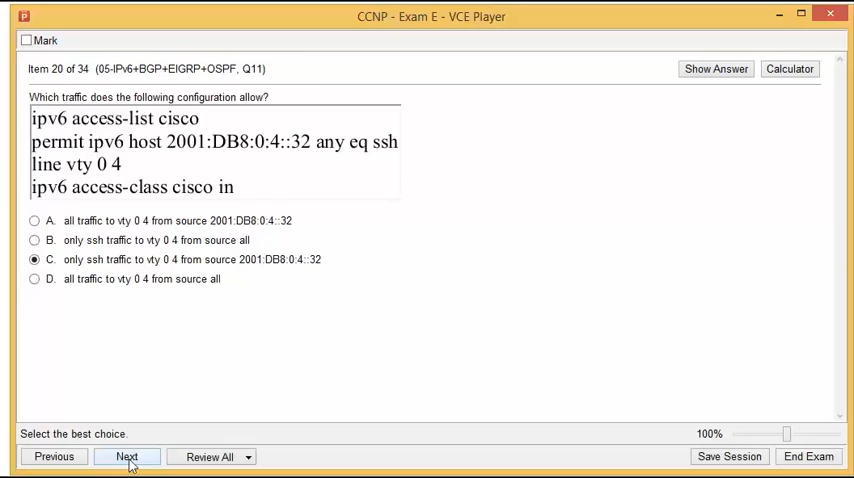 CCNP - Exam E - VCE Player
Mark
Item 20 of 34 (05-IPv6+BGP+EIGRP+OSPF, Q11)
Show Answer
Calculator
Which traffic does the following configuration allow?
ipv6 access-list cisco
permit ipv6 host 2001:DB8:0:4::32 any eq ssh
line vty 0 4
ipv6 access-class cisco in
A. all traffic to vty 0 4 from source 2001:DB8:0:4::32
B. only ssh traffic to vty 0 4 from source all
C. only ssh traffic to vty 0 4 from source 2001:DB8:0:4::32
D. all traffic to vty 0 4 from source all
Select the best choice.
100%
Previous
Next
Review All
Save Session
End Exam